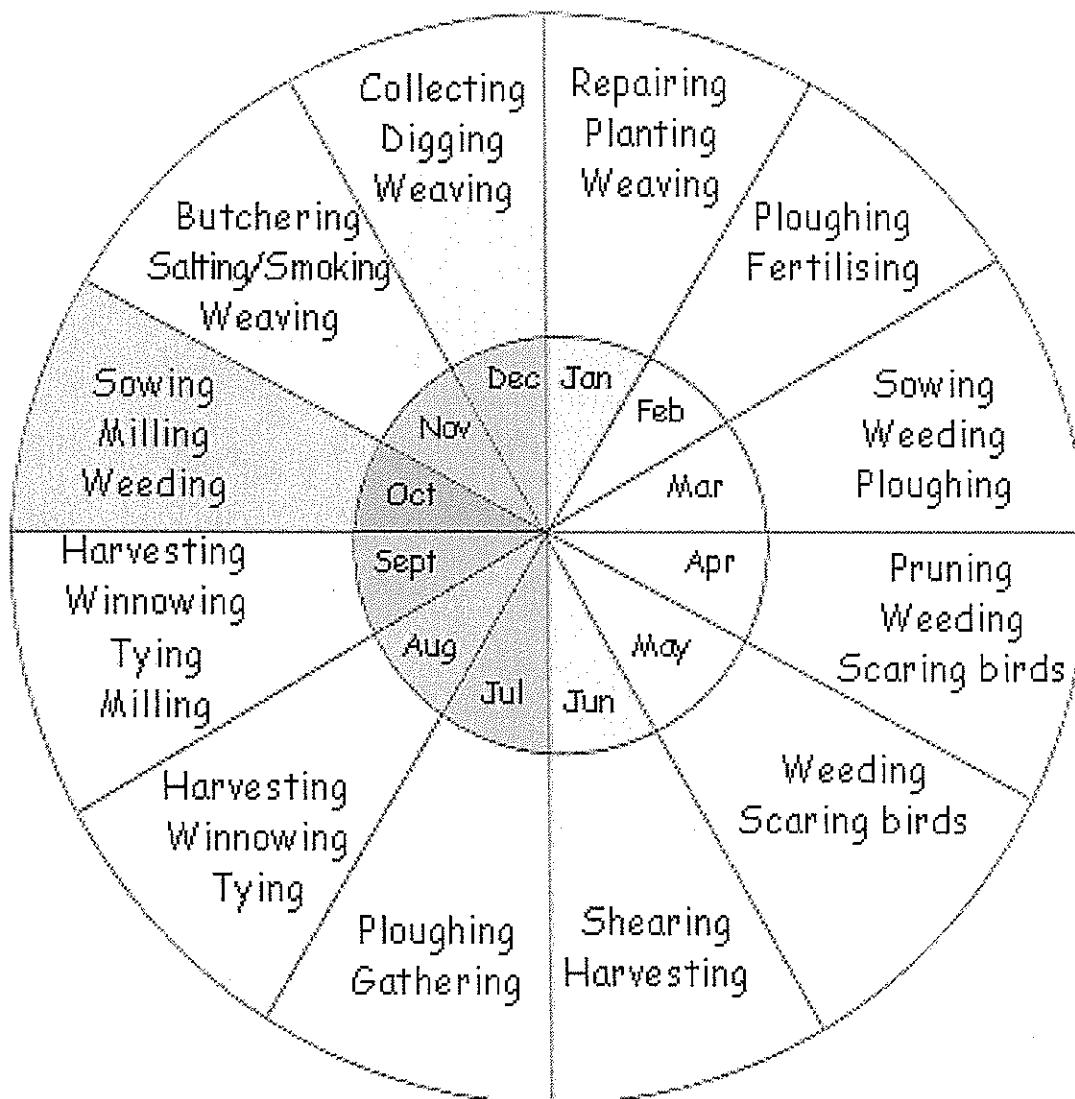 Repairing
Planting
Weaving
Jan
Ploughing
Fertilising
Feb
Sowing
Weeding
Ploughing
Mar
Pruning
Weeding
Scaring birds
Apr
Weeding
Scaring birds
May
Shearing
Harvesting
Jun
Ploughing
Gathering
Jul
Harvesting
Winnowing
Tying
Aug
Harvesting
Winnowing
Tying
Milling
Sept
Sowing
Milling
Weeding
Oct
Butchering
Salting/Smoking
Weaving
Nov
Collecting
Digging
Weaving
Dec